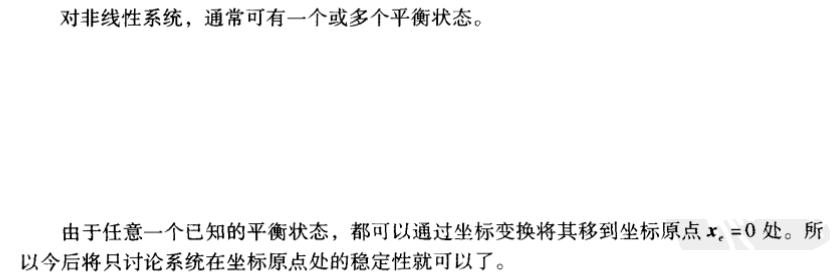 对非线性系统，通常可有一个或多个平衡状态。
由于任意一个已知的平衡状态，都可以通过坐标变换将其移到坐标原点 xₑ=0 处。所
以今后将只讨论系统在坐标原点处的稳定性就可以了。